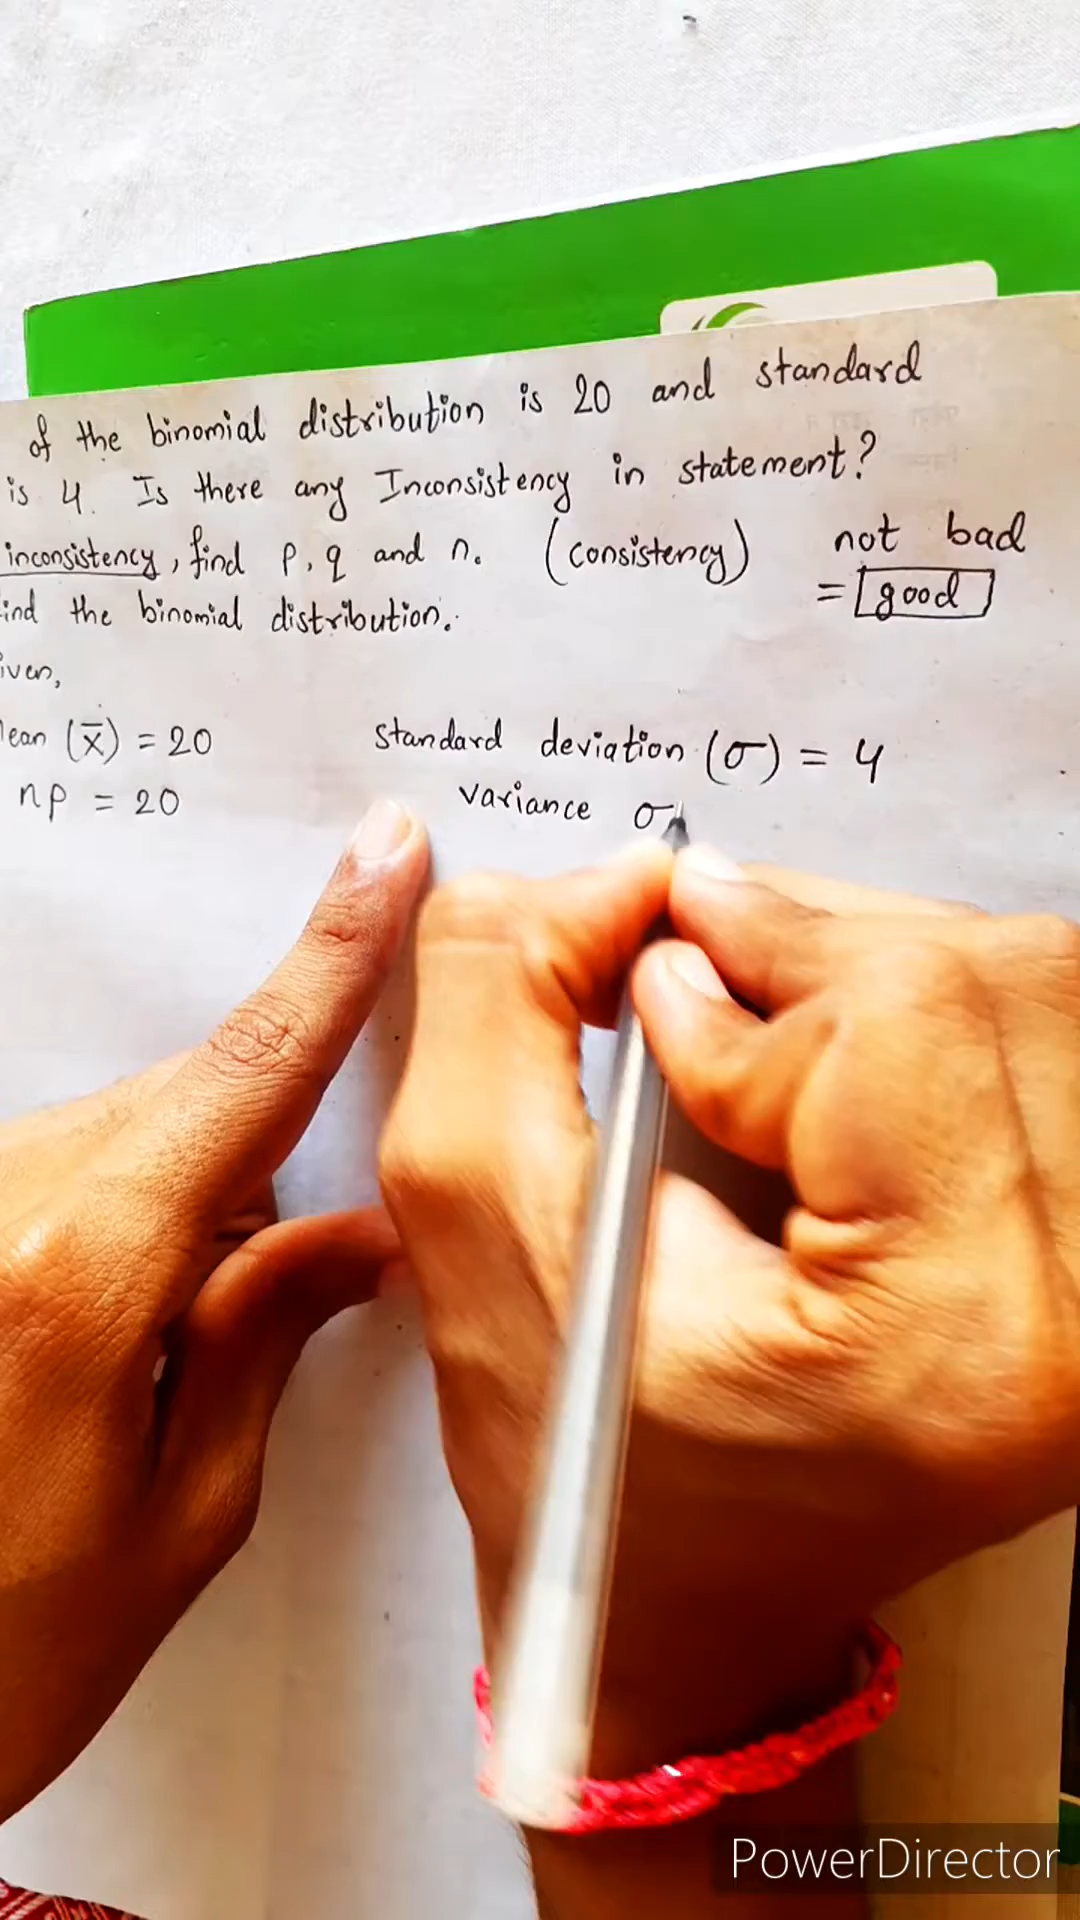 of the binomial distribution is 20 and standard
is 4. Is there any Inconsistency in statement?
inconsistency, find p, q and n. (consistency) not bad
= good
ind the binomial distribution.
iven,
ean (x̄) = 20 standard deviation (σ) = 4
np = 20 variance σ
PowerDirector